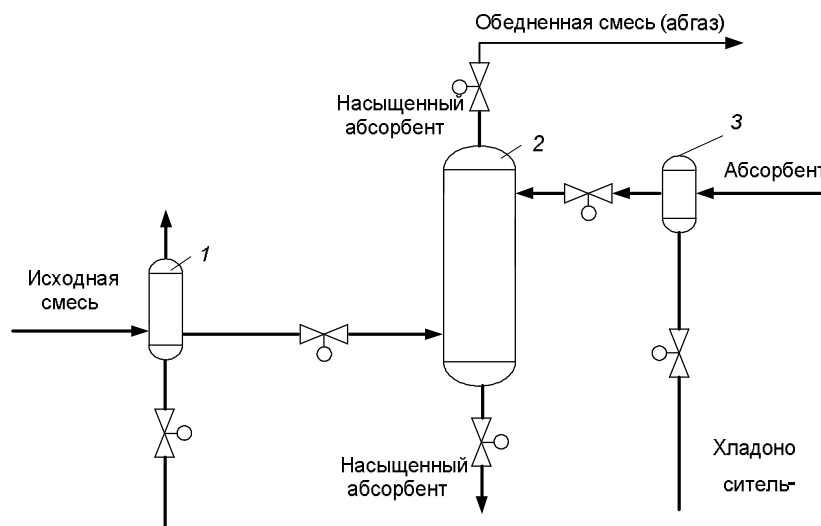 Обедненная смесь (абгаз)
Насыщенный
абсорбент
2
3
Абсорбент
1
Исходная
смесь
Насыщенный
абсорбент
Хладоно
ситель-